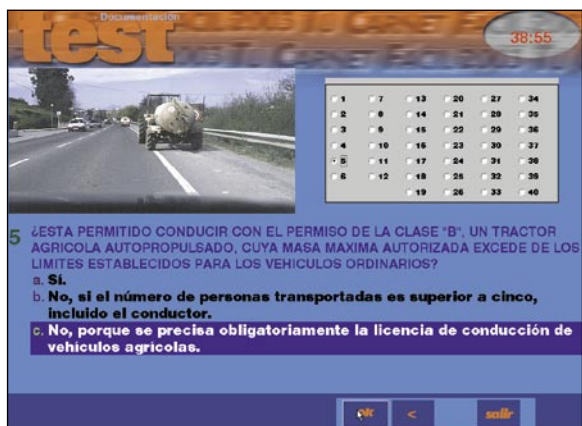 Documentación
test
38:55
1 7 13 20 27 34
2 8 14 21 28 35
3 9 15 22 29 36
4 10 16 23 30 37
5 11 17 24 31 38
6 12 18 25 32 39
19 26 33 40
5 ¿ESTA PERMITIDO CONDUCIR CON EL PERMISO DE LA CLASE "B", UN TRACTOR
AGRICOLA AUTOPROPULSADO, CUYA MASA MAXIMA AUTORIZADA EXCEDE DE LOS
LIMITES ESTABLECIDOS PARA LOS VEHICULOS ORDINARIOS?
a. Sí.
b. No, si el número de personas transportadas es superior a cinco,
incluido el conductor.
c. No, porque se precisa obligatoriamente la licencia de conducción de
vehículos agrícolas.
ok < salir